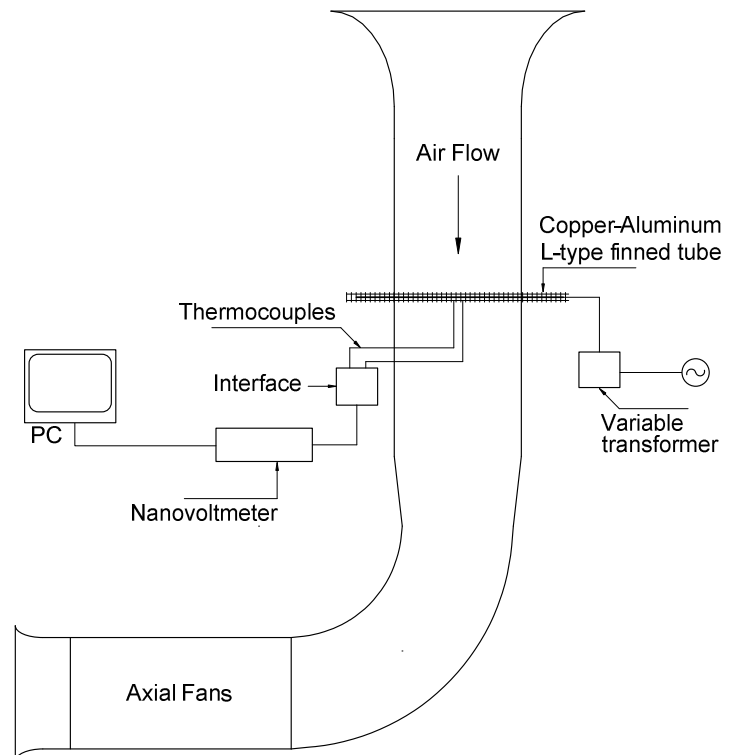 Air Flow
Copper-Aluminum
L-type finned tube
Thermocouples
Interface
PC
Variable
transformer
Nanovoltmeter
Axial Fans